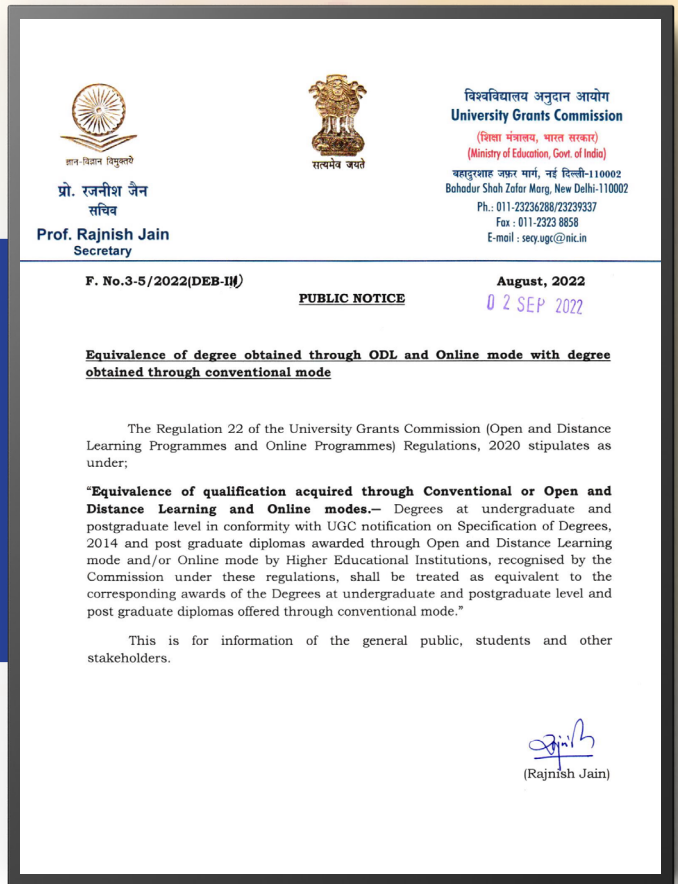 ज्ञान-विज्ञान विमुक्तये
प्रो. रजनीश जैन
सचिव
Prof. Rajnish Jain
Secretary
सत्यमेव जयते
विश्वविद्यालय अनुदान आयोग
University Grants Commission
(शिक्षा मंत्रालय, भारत सरकार)
(Ministry of Education, Govt. of India)
बहादुरशाह ज़फ़र मार्ग, नई दिल्ली-110002
Bahadur Shah Zafar Marg, New Delhi-110002
Ph.: 011-23236288/23239337
Fax : 011-2323 8858
E-mail : secy.ugc@nic.in
F. No.3-5/2022(DEB-III)
August, 2022
PUBLIC NOTICE
02 SEP 2022
Equivalence of degree obtained through ODL and Online mode with degree
obtained through conventional mode
The Regulation 22 of the University Grants Commission (Open and Distance
Learning Programmes and Online Programmes) Regulations, 2020 stipulates as
under;
"Equivalence of qualification acquired through Conventional or Open and
Distance Learning and Online modes.— Degrees at undergraduate and
postgraduate level in conformity with UGC notification on Specification of Degrees,
2014 and post graduate diplomas awarded through Open and Distance Learning
mode and/or Online mode by Higher Educational Institutions, recognised by the
Commission under these regulations, shall be treated as equivalent to the
corresponding awards of the Degrees at undergraduate and postgraduate level and
post graduate diplomas offered through conventional mode."
This is for information of the general public, students and other
stakeholders.
(Rajnish Jain)